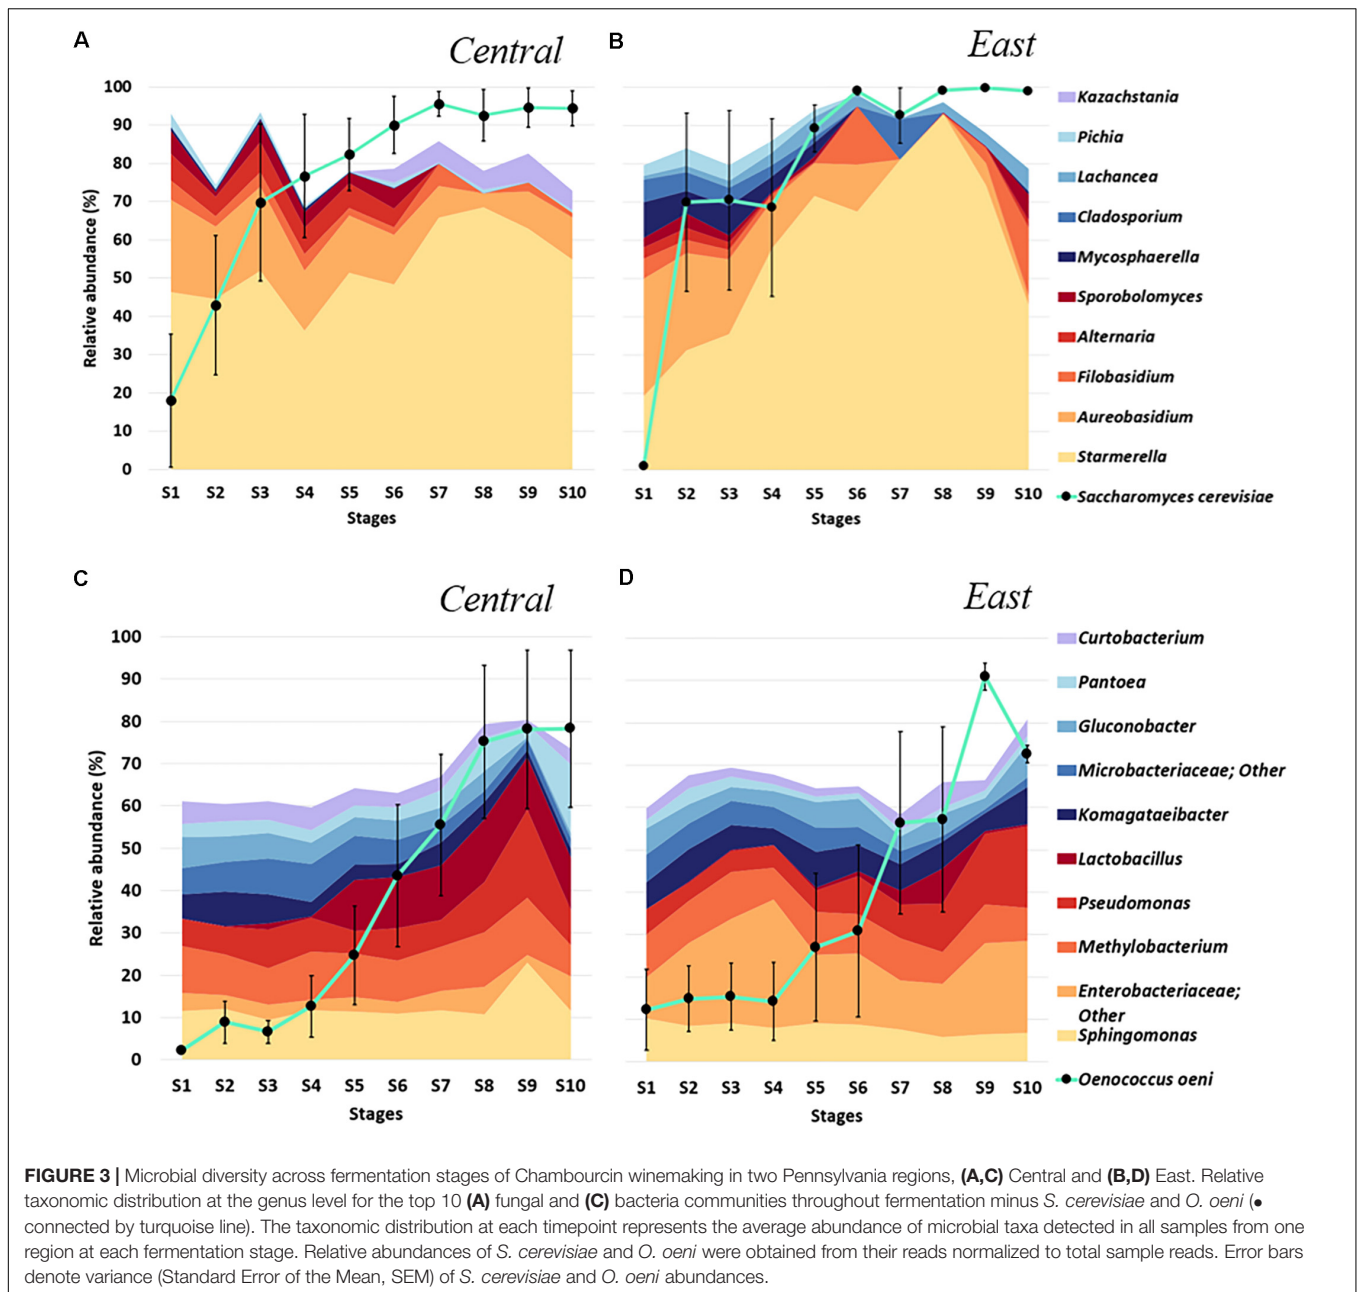 A
Central
B
East
100
90
80
70
60
50
40
30
20
10
0
Relative abundance (%)
S1 S2 S3 S4 S5 S6 S7 S8 S9 S10
Stages
S1 S2 S3 S4 S5 S6 S7 S8 S9 S10
Stages
Kazachstania
Pichia
Lachancea
Cladosporium
Mycosphaerella
Sporobolomyces
Alternaria
Filobasidium
Aureobasidium
Starmerella
Saccharomyces cerevisiae
C
Central
D
East
100
90
80
70
60
50
40
30
20
10
0
Relative abundance (%)
S1 S2 S3 S4 S5 S6 S7 S8 S9 S10
Stages
S1 S2 S3 S4 S5 S6 S7 S8 S9 S10
Stages
Curtobacterium
Pantoea
Gluconobacter
Microbacteriaceae; Other
Komagataeibacter
Lactobacillus
Pseudomonas
Methylobacterium
Enterobacteriaceae;
Other
Sphingomonas
Oenococcus oeni
FIGURE 3 | Microbial diversity across fermentation stages of Chambourcin winemaking in two Pennsylvania regions, (A,C) Central and (B,D) East. Relative
taxonomic distribution at the genus level for the top 10 (A) fungal and (C) bacteria communities throughout fermentation minus S. cerevisiae and O. oeni (●
connected by turquoise line). The taxonomic distribution at each timepoint represents the average abundance of microbial taxa detected in all samples from one
region at each fermentation stage. Relative abundances of S. cerevisiae and O. oeni were obtained from their reads normalized to total sample reads. Error bars
denote variance (Standard Error of the Mean, SEM) of S. cerevisiae and O. oeni abundances.